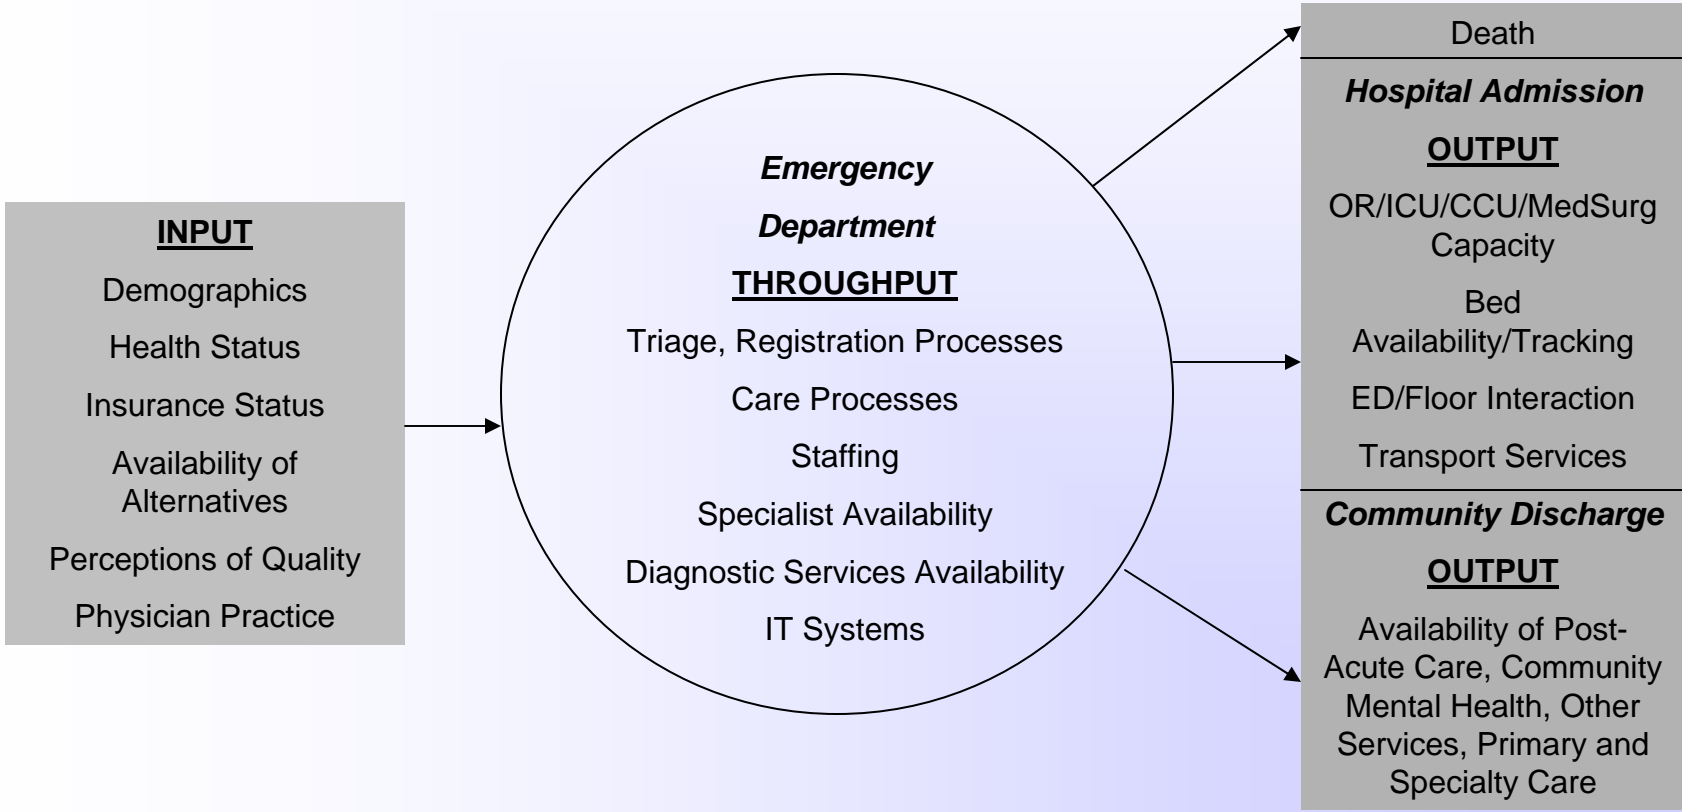 INPUT
Demographics
Health Status
Insurance Status
Availability of
Alternatives
Perceptions of Quality
Physician Practice
Emergency
Department
THROUGHPUT
Triage, Registration Processes
Care Processes
Staffing
Specialist Availability
Diagnostic Services Availability
IT Systems
Death
Hospital Admission
OUTPUT
OR/ICU/CCU/MedSurg
Capacity
Bed
Availability/Tracking
ED/Floor Interaction
Transport Services
Community Discharge
OUTPUT
Availability of Post-
Acute Care, Community
Mental Health, Other
Services, Primary and
Specialty Care